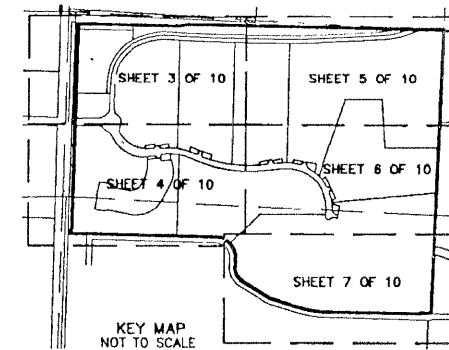 SHEET 3 OF 10
SHEET 5 OF 10
SHEET 6 OF 10
SHEET 4 OF 10
SHEET 7 OF 10
KEY MAP
NOT TO SCALE